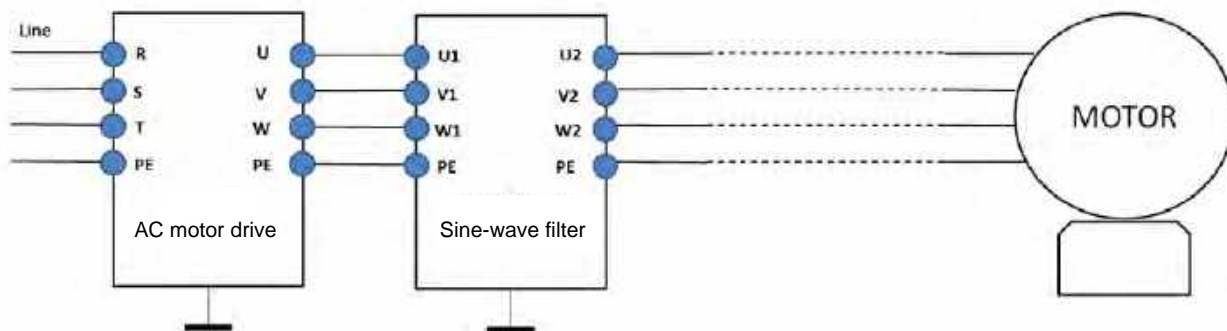 Line
R U U1 U2
S V V1 V2
T W W1 W2
PE PE PE PE
MOTOR
AC motor drive
Sine-wave filter